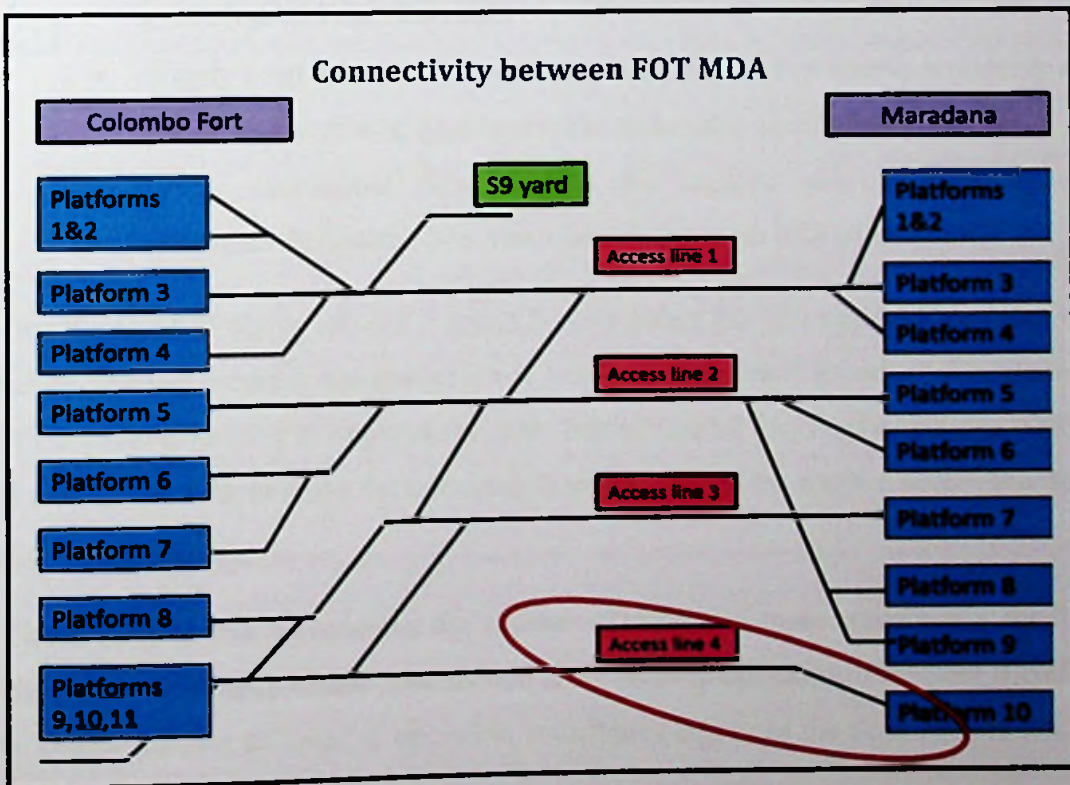 Connectivity between FOT MDA
Colombo Fort
Maradana
S9 yard
Platforms
1&2
Platform 3
Platform 4
Platform 5
Platform 6
Platform 7
Platform 8
Platforms
9,10,11
Access line 1
Access line 2
Access line 3
Access line 4
Platforms
1&2
Platform 3
Platform 4
Platform 5
Platform 6
Platform 7
Platform 8
Platform 9
Platform 10